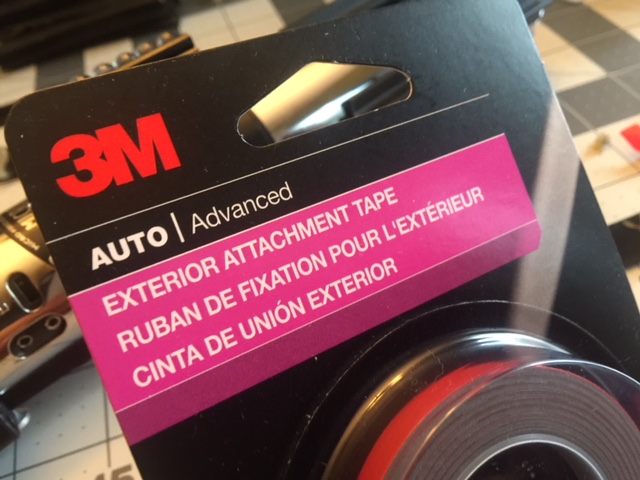 3M
AUTO | Advanced
EXTERIOR ATTACHMENT TAPE
RUBAN DE FIXATION POUR L'EXTÉRIEUR
CINTA DE UNIÓN EXTERIOR